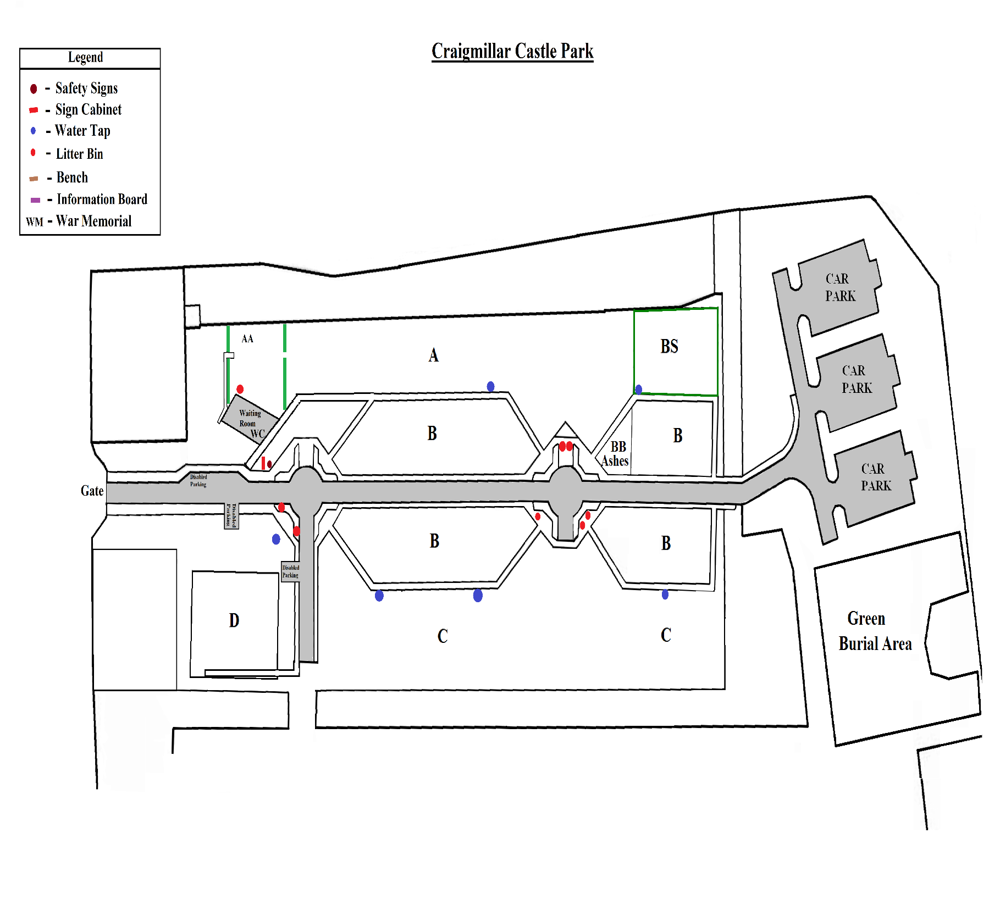 Craigmillar Castle Park
Legend
- Safety Signs
- Sign Cabinet
- Water Tap
- Litter Bin
- Bench
- Information Board
WM - War Memorial
CAR
PARK
AA
A
BS
CAR
PARK
Waiting
Room
WC
B
BB
Ashes
B
CAR
PARK
Disabled
Parking
Gate
Disabled
Parking
B
B
Disabled
Parking
D
C
C
Green
Burial Area